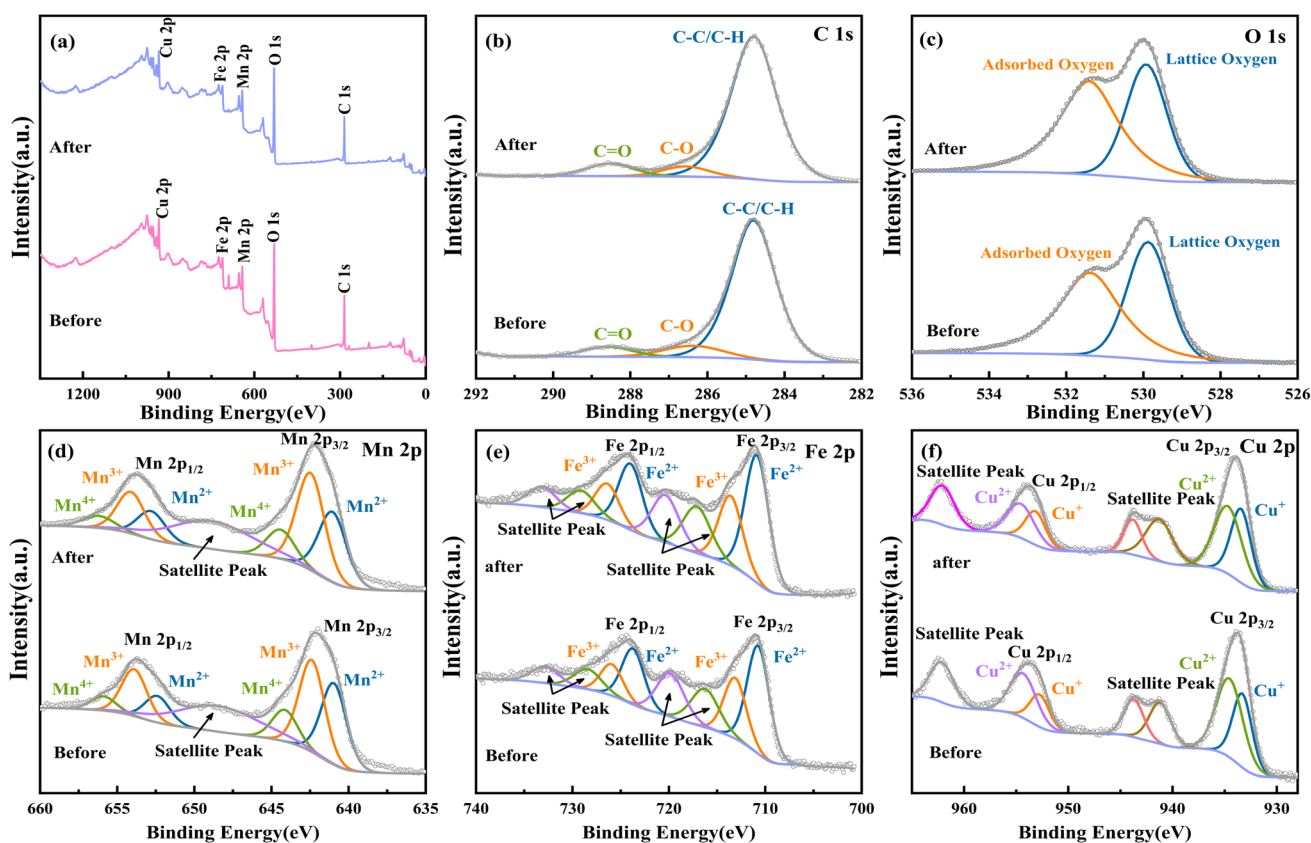 (a)
Cu 2p
Fe 2p
Mn 2p
O 1s
C 1s
After
Cu 2p
Fe 2p
Mn 2p
O 1s
C 1s
Before
Intensity(a.u.)
1200 900 600 300 0
Binding Energy(eV)
(b)
C 1s
C-C/C-H
After
C=O
C-O
C-C/C-H
Before
C=O
C-O
Intensity(a.u.)
292 290 288 286 284 282
Binding Energy(eV)
(c)
O 1s
Adsorbed Oxygen
Lattice Oxygen
After
Adsorbed Oxygen
Lattice Oxygen
Before
Intensity(a.u.)
536 534 532 530 528 526
Binding Energy(eV)
(d)
Mn 2p
Mn 2p3/2
Mn3+
Mn 2p1/2
Mn3+
Mn4+
Mn2+
Mn4+
Mn2+
After
Satellite Peak
Mn 2p3/2
Mn3+
Mn 2p1/2
Mn3+
Mn4+
Mn2+
Mn4+
Mn2+
Before
Satellite Peak
Intensity(a.u.)
660 655 650 645 640 635
Binding Energy(eV)
(e)
Fe 2p
Fe 2p1/2
Fe 2p3/2
Fe3+
Fe2+
Fe3+
Fe2+
Satellite Peak
Satellite Peak
after
Fe 2p1/2
Fe 2p3/2
Fe3+
Fe2+
Fe3+
Fe2+
Satellite Peak
Satellite Peak
Before
Intensity(a.u.)
740 730 720 710 700
Binding Energy(eV)
(f)
Cu 2p3/2
Cu 2p
Satellite Peak
Cu 2p1/2
Cu2+
Cu2+
Satellite Peak
Cu+
Cu+
after
Cu 2p3/2
Satellite Peak
Cu 2p1/2
Cu2+
Cu2+
Satellite Peak
Cu+
Cu+
Before
Intensity(a.u.)
960 950 940 930
Binding Energy(eV)